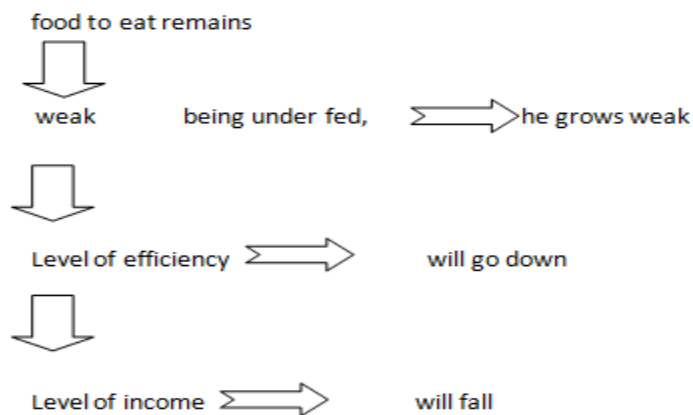 food to eat remains
weak being under fed, he grows weak
Level of efficiency will go down
Level of income will fall